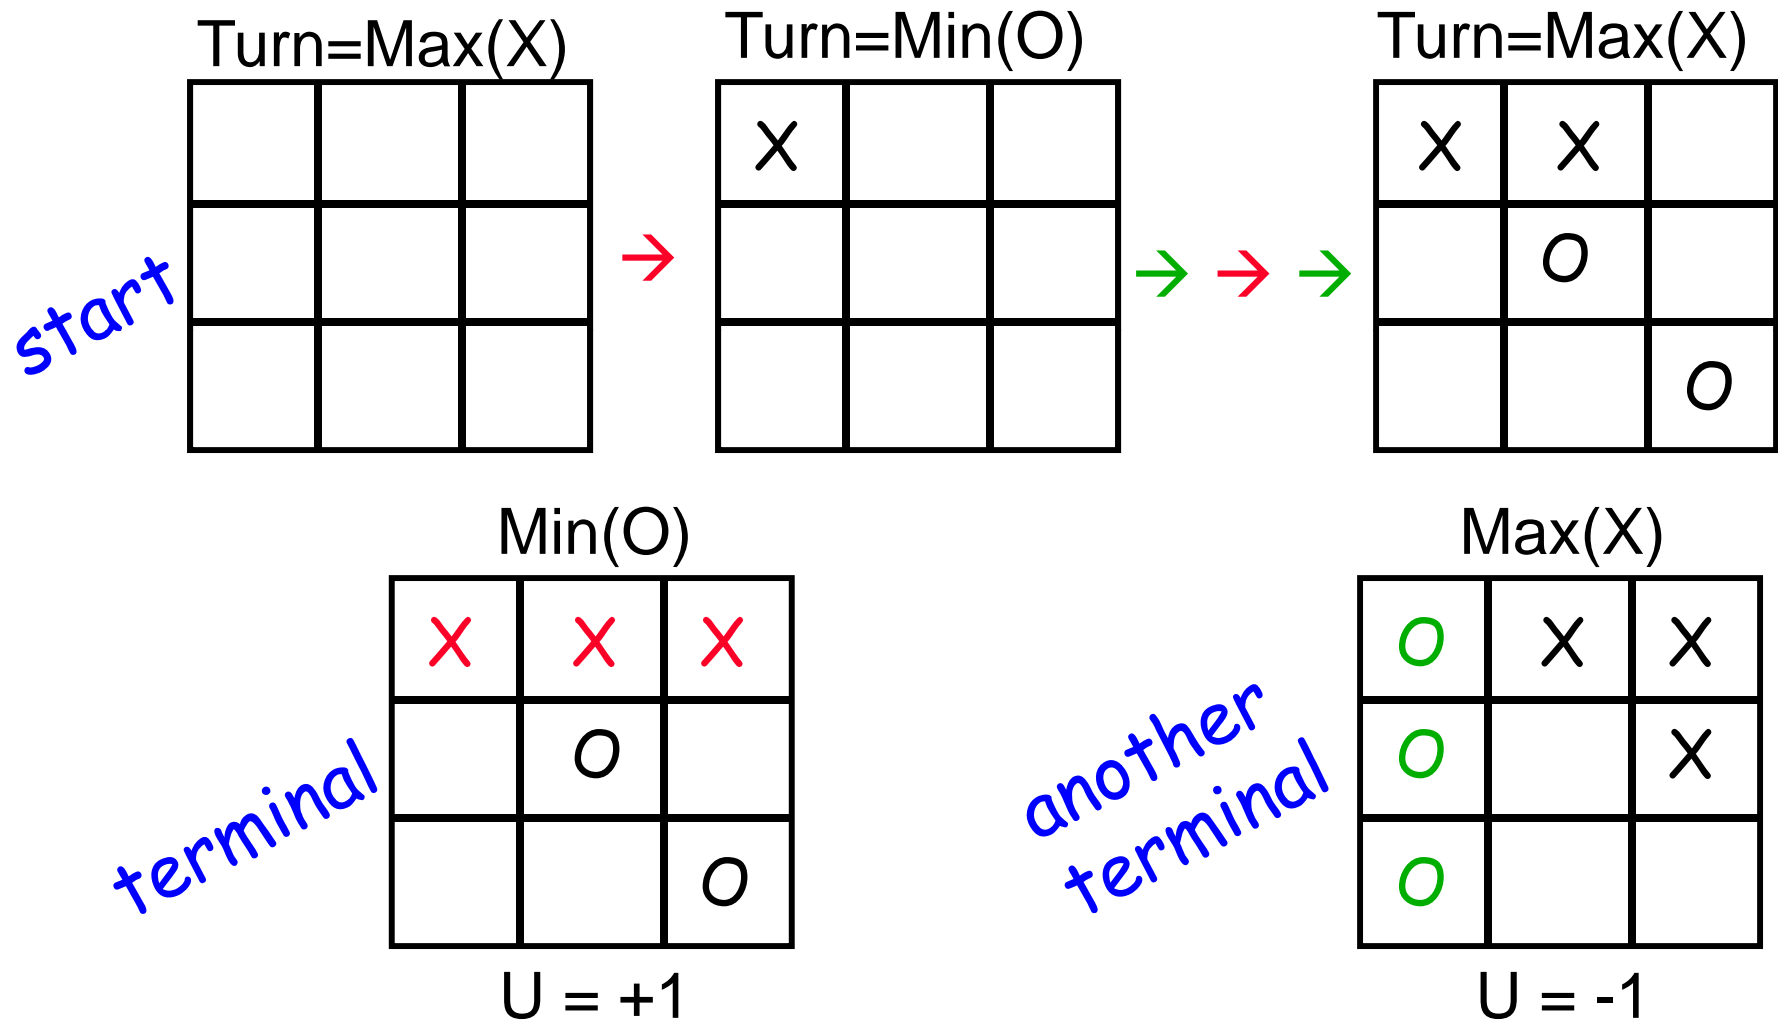 Turn=Max(X)
Turn=Min(O)
Turn=Max(X)
start
X
X X
O
O
Min(O)
Max(X)
terminal
X X X
O
O
another
terminal
O X X
O X
O
U = +1
U = -1